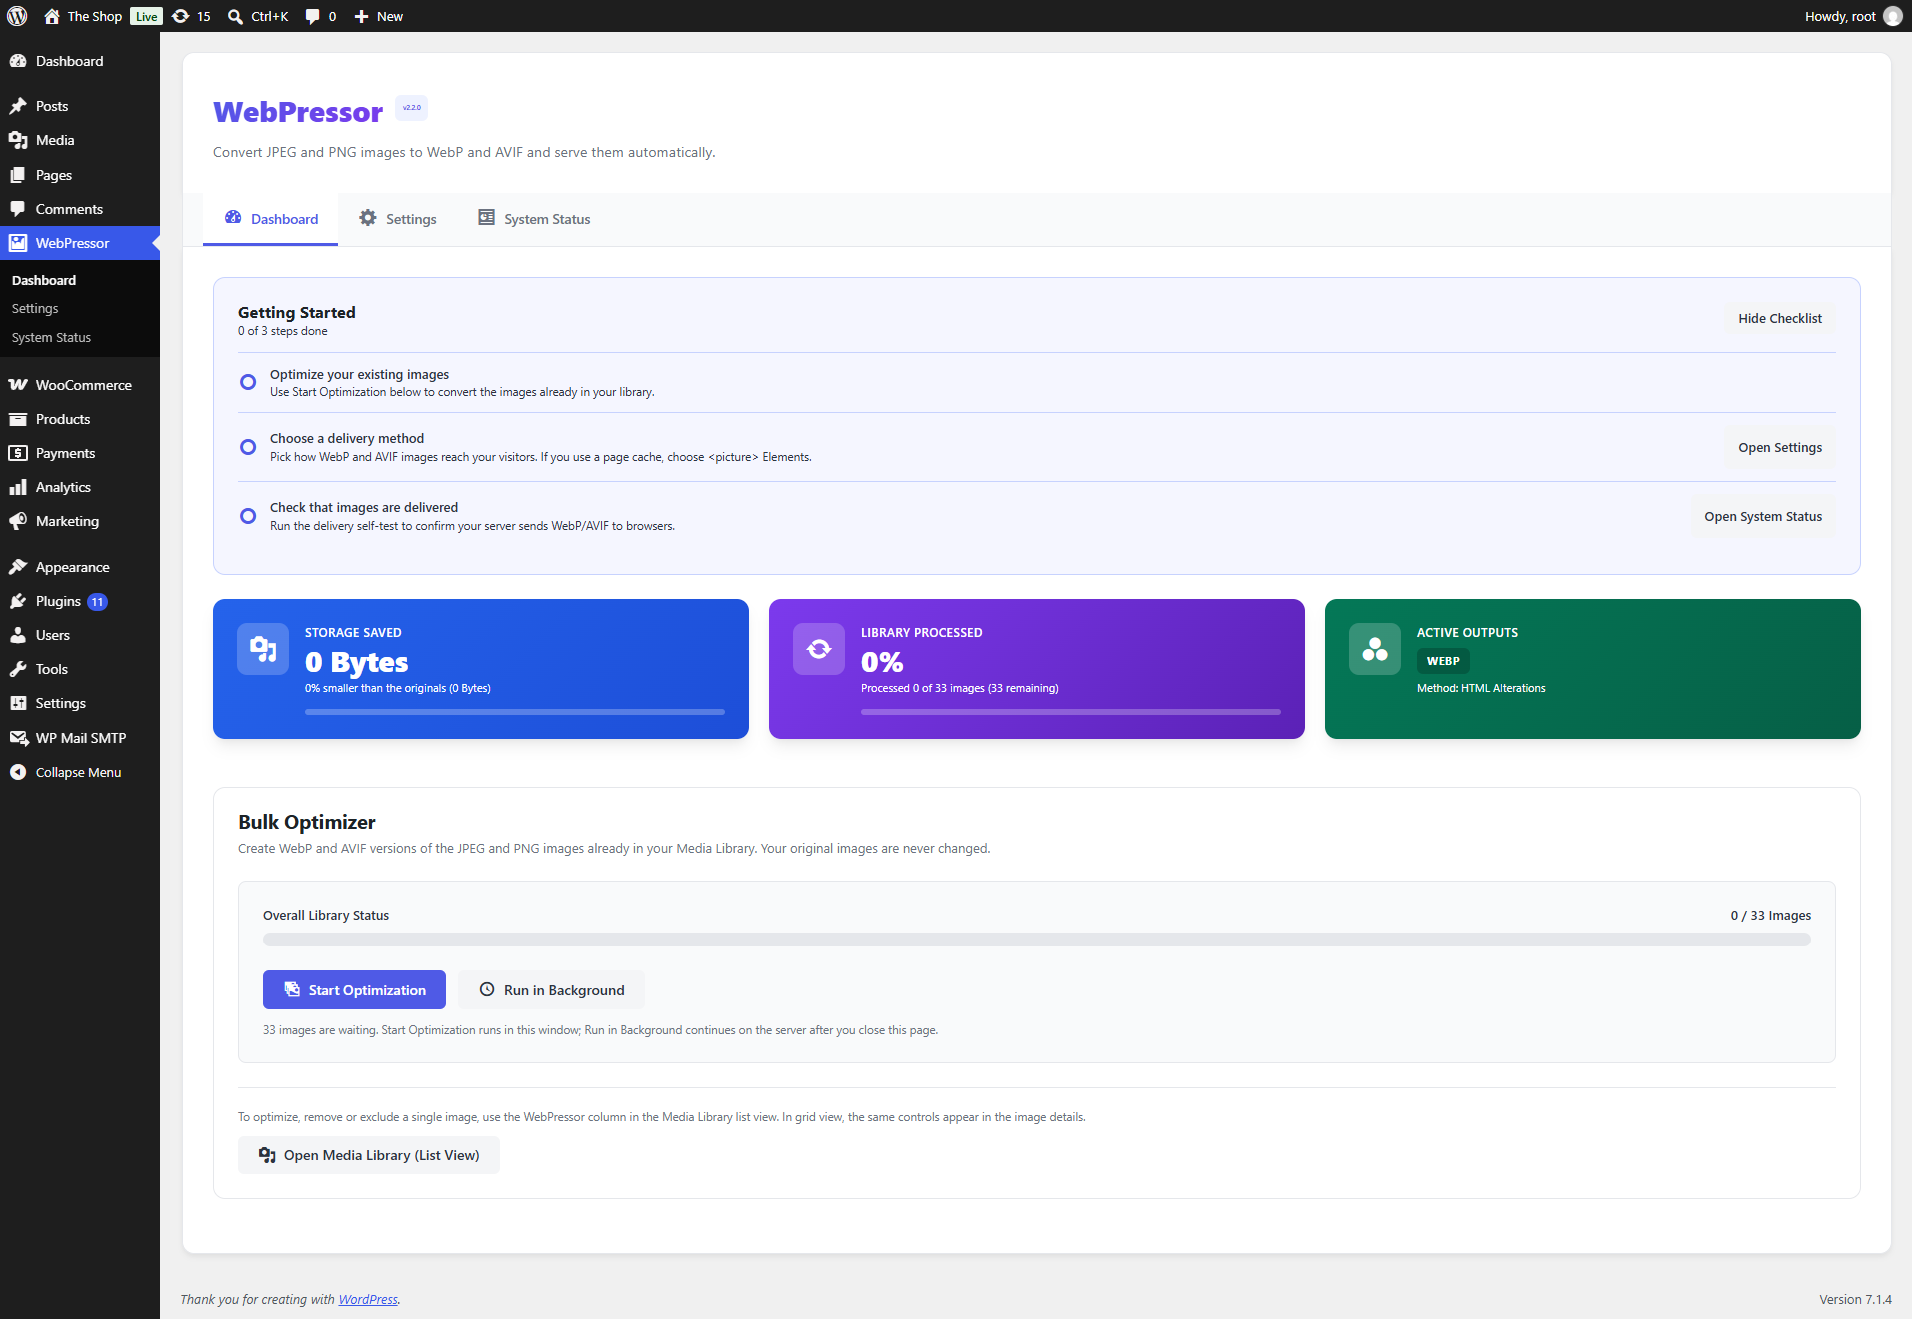 The Shop Live 15 Ctrl+K 0 New Howdy, root
Dashboard
Posts
Media
Pages
Comments
WebPressor
Dashboard
Settings
System Status
WooCommerce
Products
Payments
Analytics
Marketing
Appearance
Plugins 11
Users
Tools
Settings
WP Mail SMTP
Collapse Menu
WebPressor v2.2.0
Convert JPEG and PNG images to WebP and AVIF and serve them automatically.
Dashboard Settings System Status
Getting Started
0 of 3 steps done
Hide Checklist
Optimize your existing images
Use Start Optimization below to convert the images already in your library.
Choose a delivery method
Pick how WebP and AVIF images reach your visitors. If you use a page cache, choose <picture> Elements.
Open Settings
Check that images are delivered
Run the delivery self-test to confirm your server sends WebP/AVIF to browsers.
Open System Status
STORAGE SAVED
0 Bytes
0% smaller than the originals (0 Bytes)
LIBRARY PROCESSED
0%
Processed 0 of 33 images (33 remaining)
ACTIVE OUTPUTS
WEBP
Method: HTML Alterations
Bulk Optimizer
Create WebP and AVIF versions of the JPEG and PNG images already in your Media Library. Your original images are never changed.
Overall Library Status 0 / 33 Images
Start Optimization Run in Background
33 images are waiting. Start Optimization runs in this window; Run in Background continues on the server after you close this page.
To optimize, remove or exclude a single image, use the WebPressor column in the Media Library list view. In grid view, the same controls appear in the image details.
Open Media Library (List View)
Thank you for creating with WordPress. Version 7.1.4